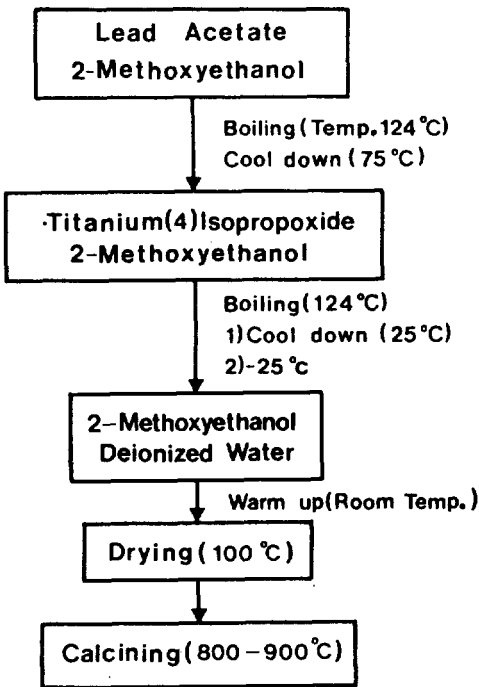 Lead Acetate
2-Methoxyethanol
Boiling(Temp.124°C)
Cool down(75°C)
·Titanium(4)Isopropoxide
2-Methoxyethanol
Boiling(124°C)
1)Cool down (25°C)
2)-25°c
2-Methoxyethanol
Deionized Water
Warm up(Room Temp.)
Drying(100°C)
Calcining(800-900°C)